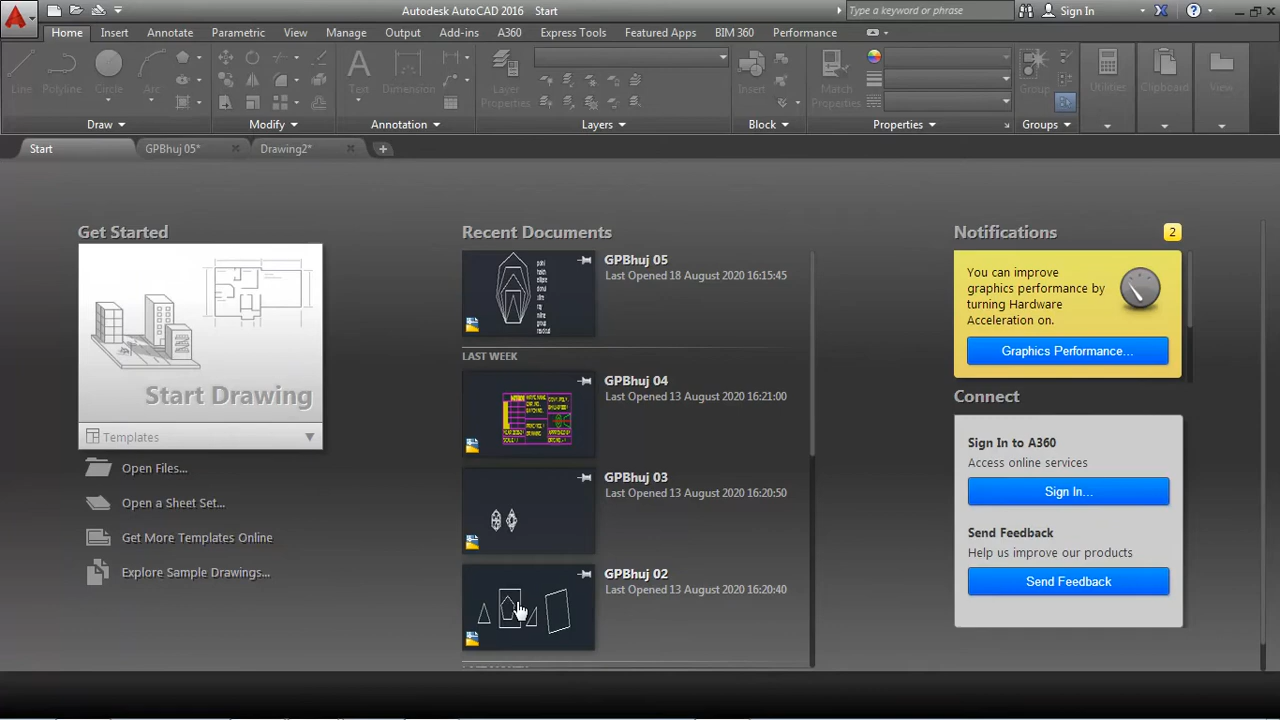 Autodesk AutoCAD 2016 Start
Type a keyword or phrase
Sign In
Home Insert Annotate Parametric View Manage Output Add-ins A360 Express Tools Featured Apps BIM 360 Performance
Line Polyline Circle Arc Text Dimension Layer Properties Insert Match Properties Group Utilities Clipboard View
Draw Modify Annotation Layers Block Properties Groups
Start GPBhuj 05* Drawing2*
Get Started
Start Drawing
Templates
Open Files...
Open a Sheet Set...
Get More Templates Online
Explore Sample Drawings...
Recent Documents
GPBhuj 05
Last Opened 18 August 2020 16:15:45
LAST WEEK
GPBhuj 04
Last Opened 13 August 2020 16:21:00
GPBhuj 03
Last Opened 13 August 2020 16:20:50
GPBhuj 02
Last Opened 13 August 2020 16:20:40
Notifications 2
You can improve
graphics performance by
turning Hardware
Acceleration on.
Graphics Performance...
Connect
Sign In to A360
Access online services
Sign In...
Send Feedback
Help us improve our products
Send Feedback